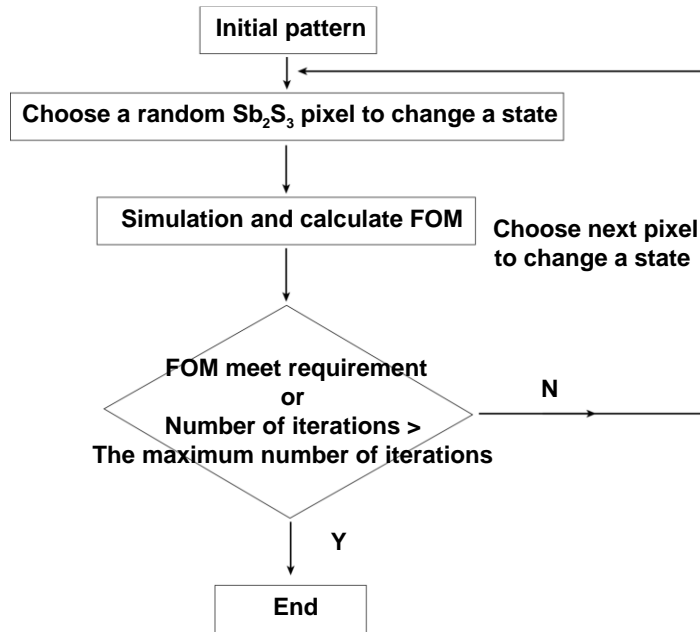 Initial pattern
Choose a random Sb₂S₃ pixel to change a state
Simulation and calculate FOM
Choose next pixel
to change a state
FOM meet requirement
or
Number of iterations >
The maximum number of iterations
N
Y
End